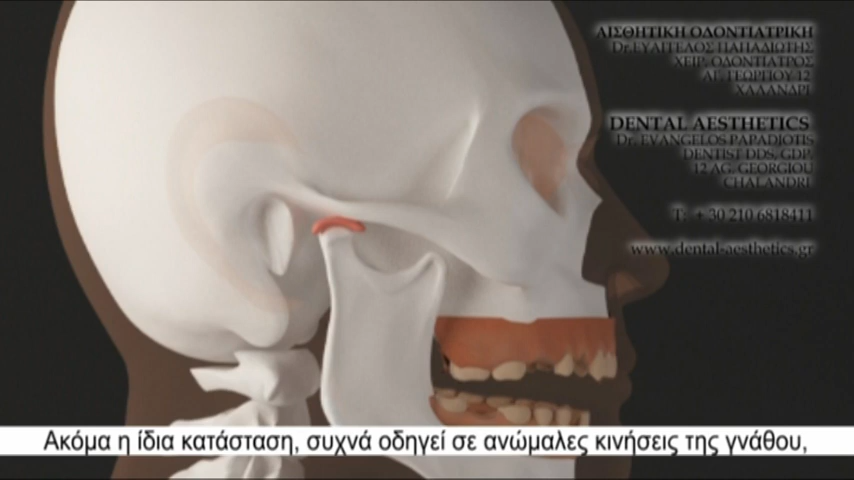 ΑΙΣΘΗΤΙΚΗ ΟΔΟΝΤΙΑΤΡΙΚΗ
Dr. ΕΥΑΓΓΕΛΟΣ ΠΑΠΑΔΙΩΤΗΣ
ΧΕΙΡ. ΟΔΟΝΤΙΑΤΡΟΣ
ΑΓ. ΓΕΩΡΓΙΟΥ 12
ΧΑΛΑΝΔΡΙ
DENTAL AESTHETICS
Dr. EVANGELOS PAPADIOTIS
DENTIST DDS, GDP,
12 AG. GEORGIOU
CHALANDRI
T: + 30 210 6818411
www.dental-aesthetics.gr
Ακόμα η ίδια κατάσταση, συχνά οδηγεί σε ανώμαλες κινήσεις της γνάθου,